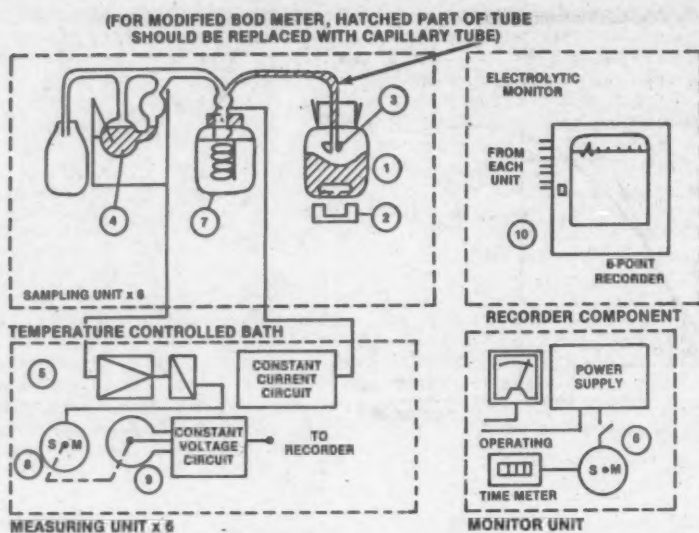 (FOR MODIFIED BOD METER, HATCHED PART OF TUBE
SHOULD BE REPLACED WITH CAPILLARY TUBE)
3
1
4
7
2
SAMPLING UNIT x 6
TEMPERATURE CONTROLLED BATH
ELECTROLYTIC
MONITOR
FROM
EACH
UNIT
10
6-POINT
RECORDER
RECORDER COMPONENT
5
CONSTANT
CURRENT
CIRCUIT
S M
8
9
CONSTANT
VOLTAGE
CIRCUIT
TO
RECORDER
MEASURING UNIT x 6
POWER
SUPPLY
OPERATING
6
TIME METER
S M
MONITOR UNIT